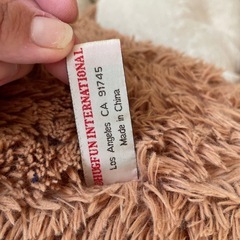 HUGFUN INTERNATIONAL
Los Angeles CA 91745
Made in China